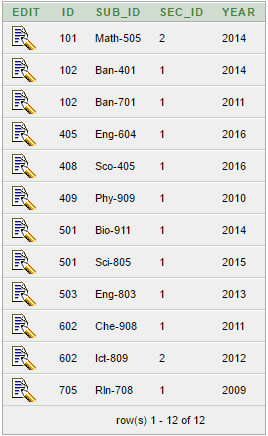 EDIT ID SUB_ID SEC_ID YEAR
101 Math-505 2 2014
102 Ban-401 1 2014
102 Ban-701 1 2011
405 Eng-604 1 2016
408 Sco-405 1 2016
409 Phy-909 1 2010
501 Bio-911 1 2014
501 Sci-805 1 2015
503 Eng-803 1 2013
602 Che-908 1 2011
602 Ict-809 2 2012
705 Rln-708 1 2009
row(s) 1 - 12 of 12